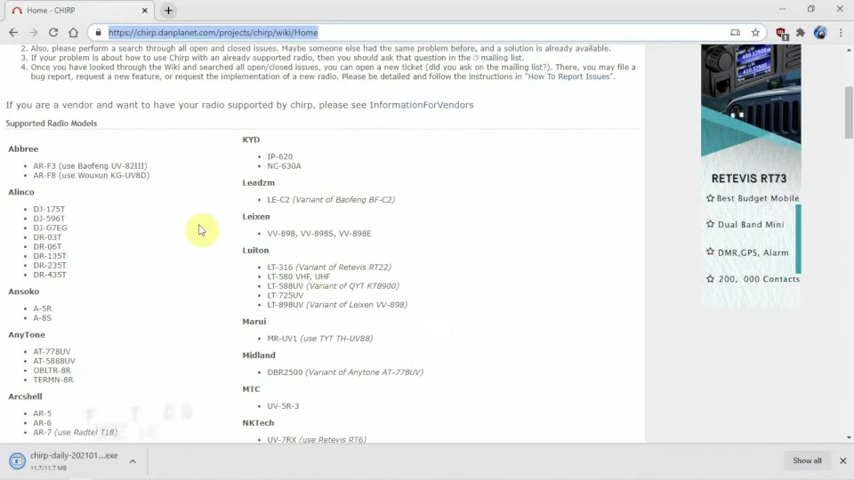 Home - CHIRP
https://chirp.danplanet.com/projects/chirp/wiki/Home
2. Also, please perform a search through all open and closed issues. Maybe someone else had the same problem before, and a solution is already available.
3. If your problem is about how to use Chirp with an already supported radio, then you should ask that question in the mailing list.
4. Once you have looked through the Wiki and searched all open/closed issues, you can open a new ticket (did you ask on the mailing list?). There, you may file a
bug report, request a new feature, or request the implementation of a new radio. Please be detailed and follow the instructions in "How To Report Issues"
If you are a vendor and want to have your radio supported by chirp, please see InformationForVendors
Supported Radio Models
Abbree
AR-F3 (use Baofeng UV-82III)
AR-F8 (use Wouxun KG-UV8D)
Alinco
DJ-175T
DJ-596T
DJ-G7EG
DR-03T
DR-06T
DR-135T
DR-235T
DR-435T
Ansoko
A-5R
A-8S
AnyTone
AT-778UV
AT-5888UV
OBLTR-8R
TERMN-8R
Arcshell
AR-5
AR-6
AR-7 (use Radtel T18)
KYD
IP-620
NC-630A
Leadzm
LE-C2 (Variant of Baofeng BF-C2)
Leixen
VV-898, VV-898S, VV-898E
Luiton
LT-316 (Variant of Retevis RT22)
LT-580 VHF, UHF
LT-588UV (Variant of QYT KT8900)
LT-725UV
LT-898UV (Variant of Leixen VV-898)
Marui
MR-UV1 (use TYT TH-UV88)
Midland
DBR2500 (Variant of Anytone AT-778UV)
MTC
UV-5R-3
NKTech
UV-7RX (use Retevis RT6)
RETEVIS RT73
Best Budget Mobile
Dual Band Mini
DMR,GPS, Alarm
200, 000 Contacts
chirp-daily-202101....exe
11.7/11.7 MB
Show all